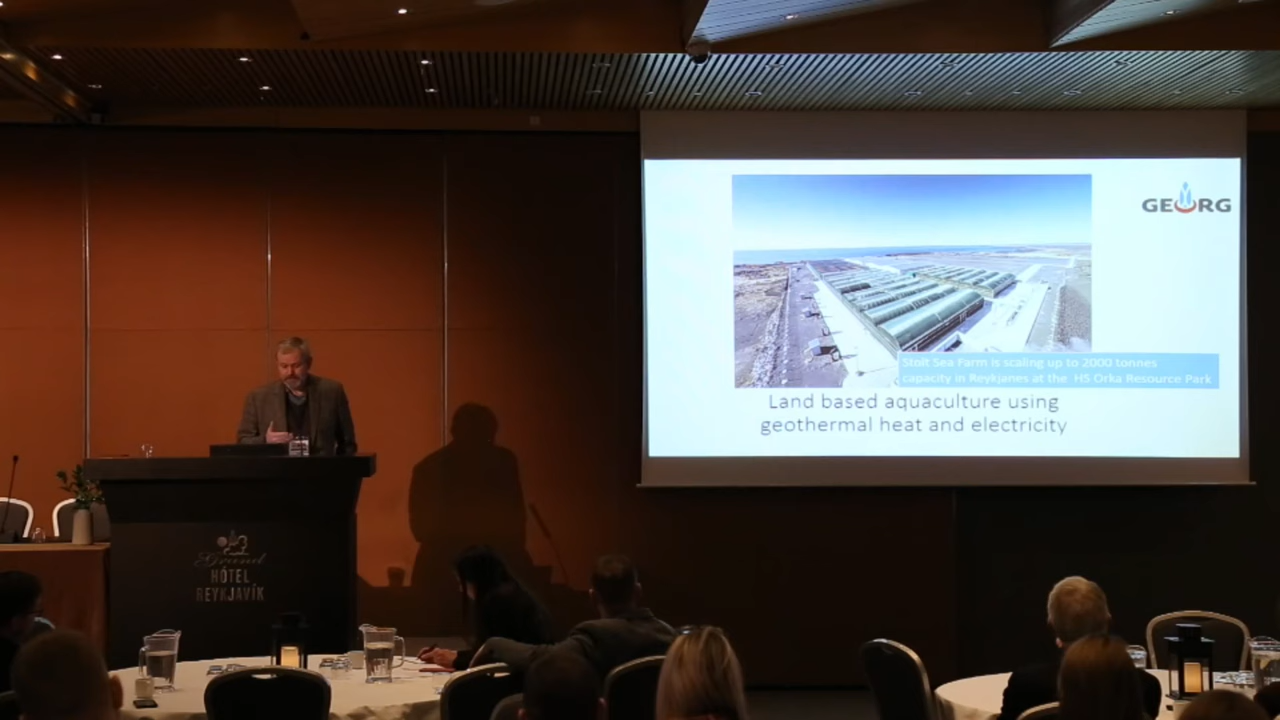 GEORG
Stolt Sea Farm is scaling up to 2000 tonnes
capacity in Reykjanes at the HS Orka Resource Park
Land based aquaculture using
geothermal heat and electricity
Grand
HÓTEL
REYKJAVÍK